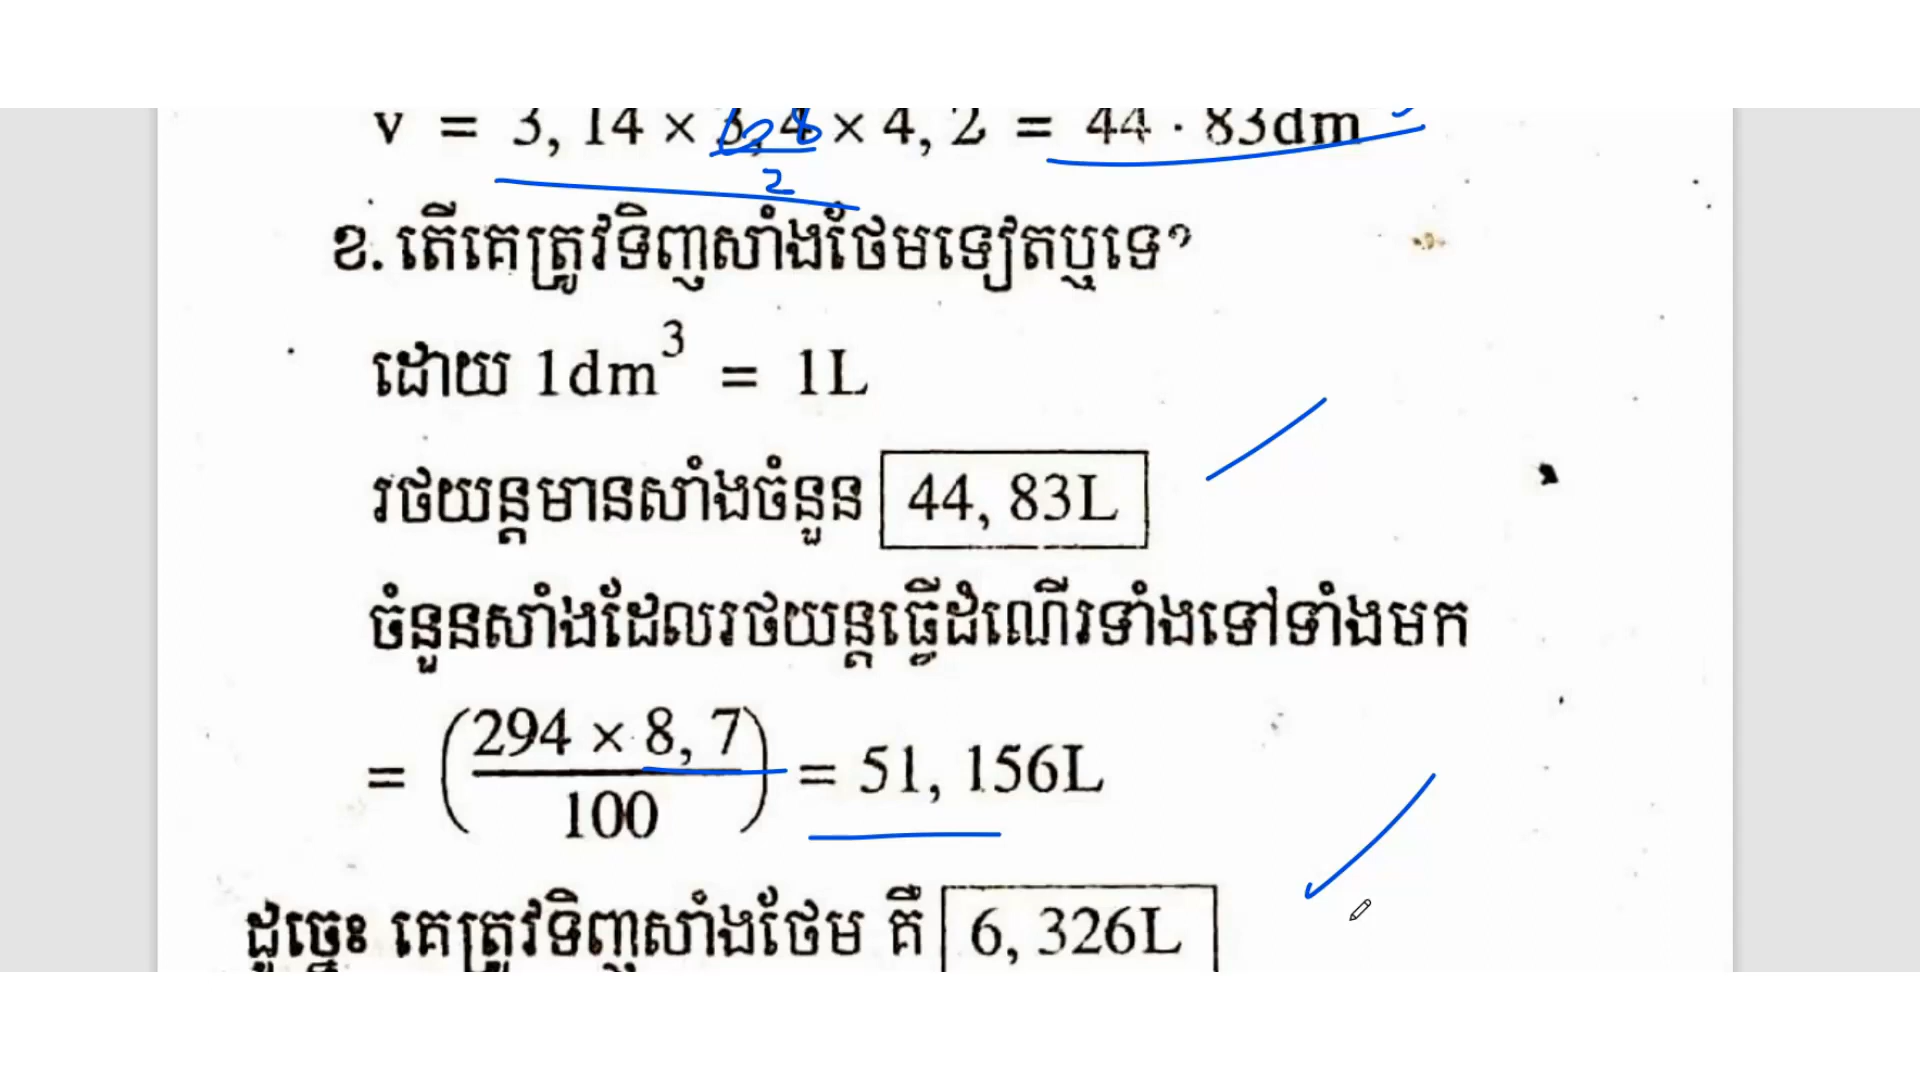 v = 3, 14 × 3, 4 × 4, 2 = 44 · 83dm
2
ខ. តើគេត្រូវទិញសាំងថែមទៀតឬទេ?
ដោយ 1dm³ = 1L
រថយន្តមានសាំងចំនួន 44, 83L
ចំនួនសាំងដែលរថយន្តធ្វើដំណើរទាំងទៅទាំងមក
= (294 × 8, 7 / 100) = 51, 156L
ដូច្នេះ គេត្រូវទិញសាំងថែម គឺ 6, 326L